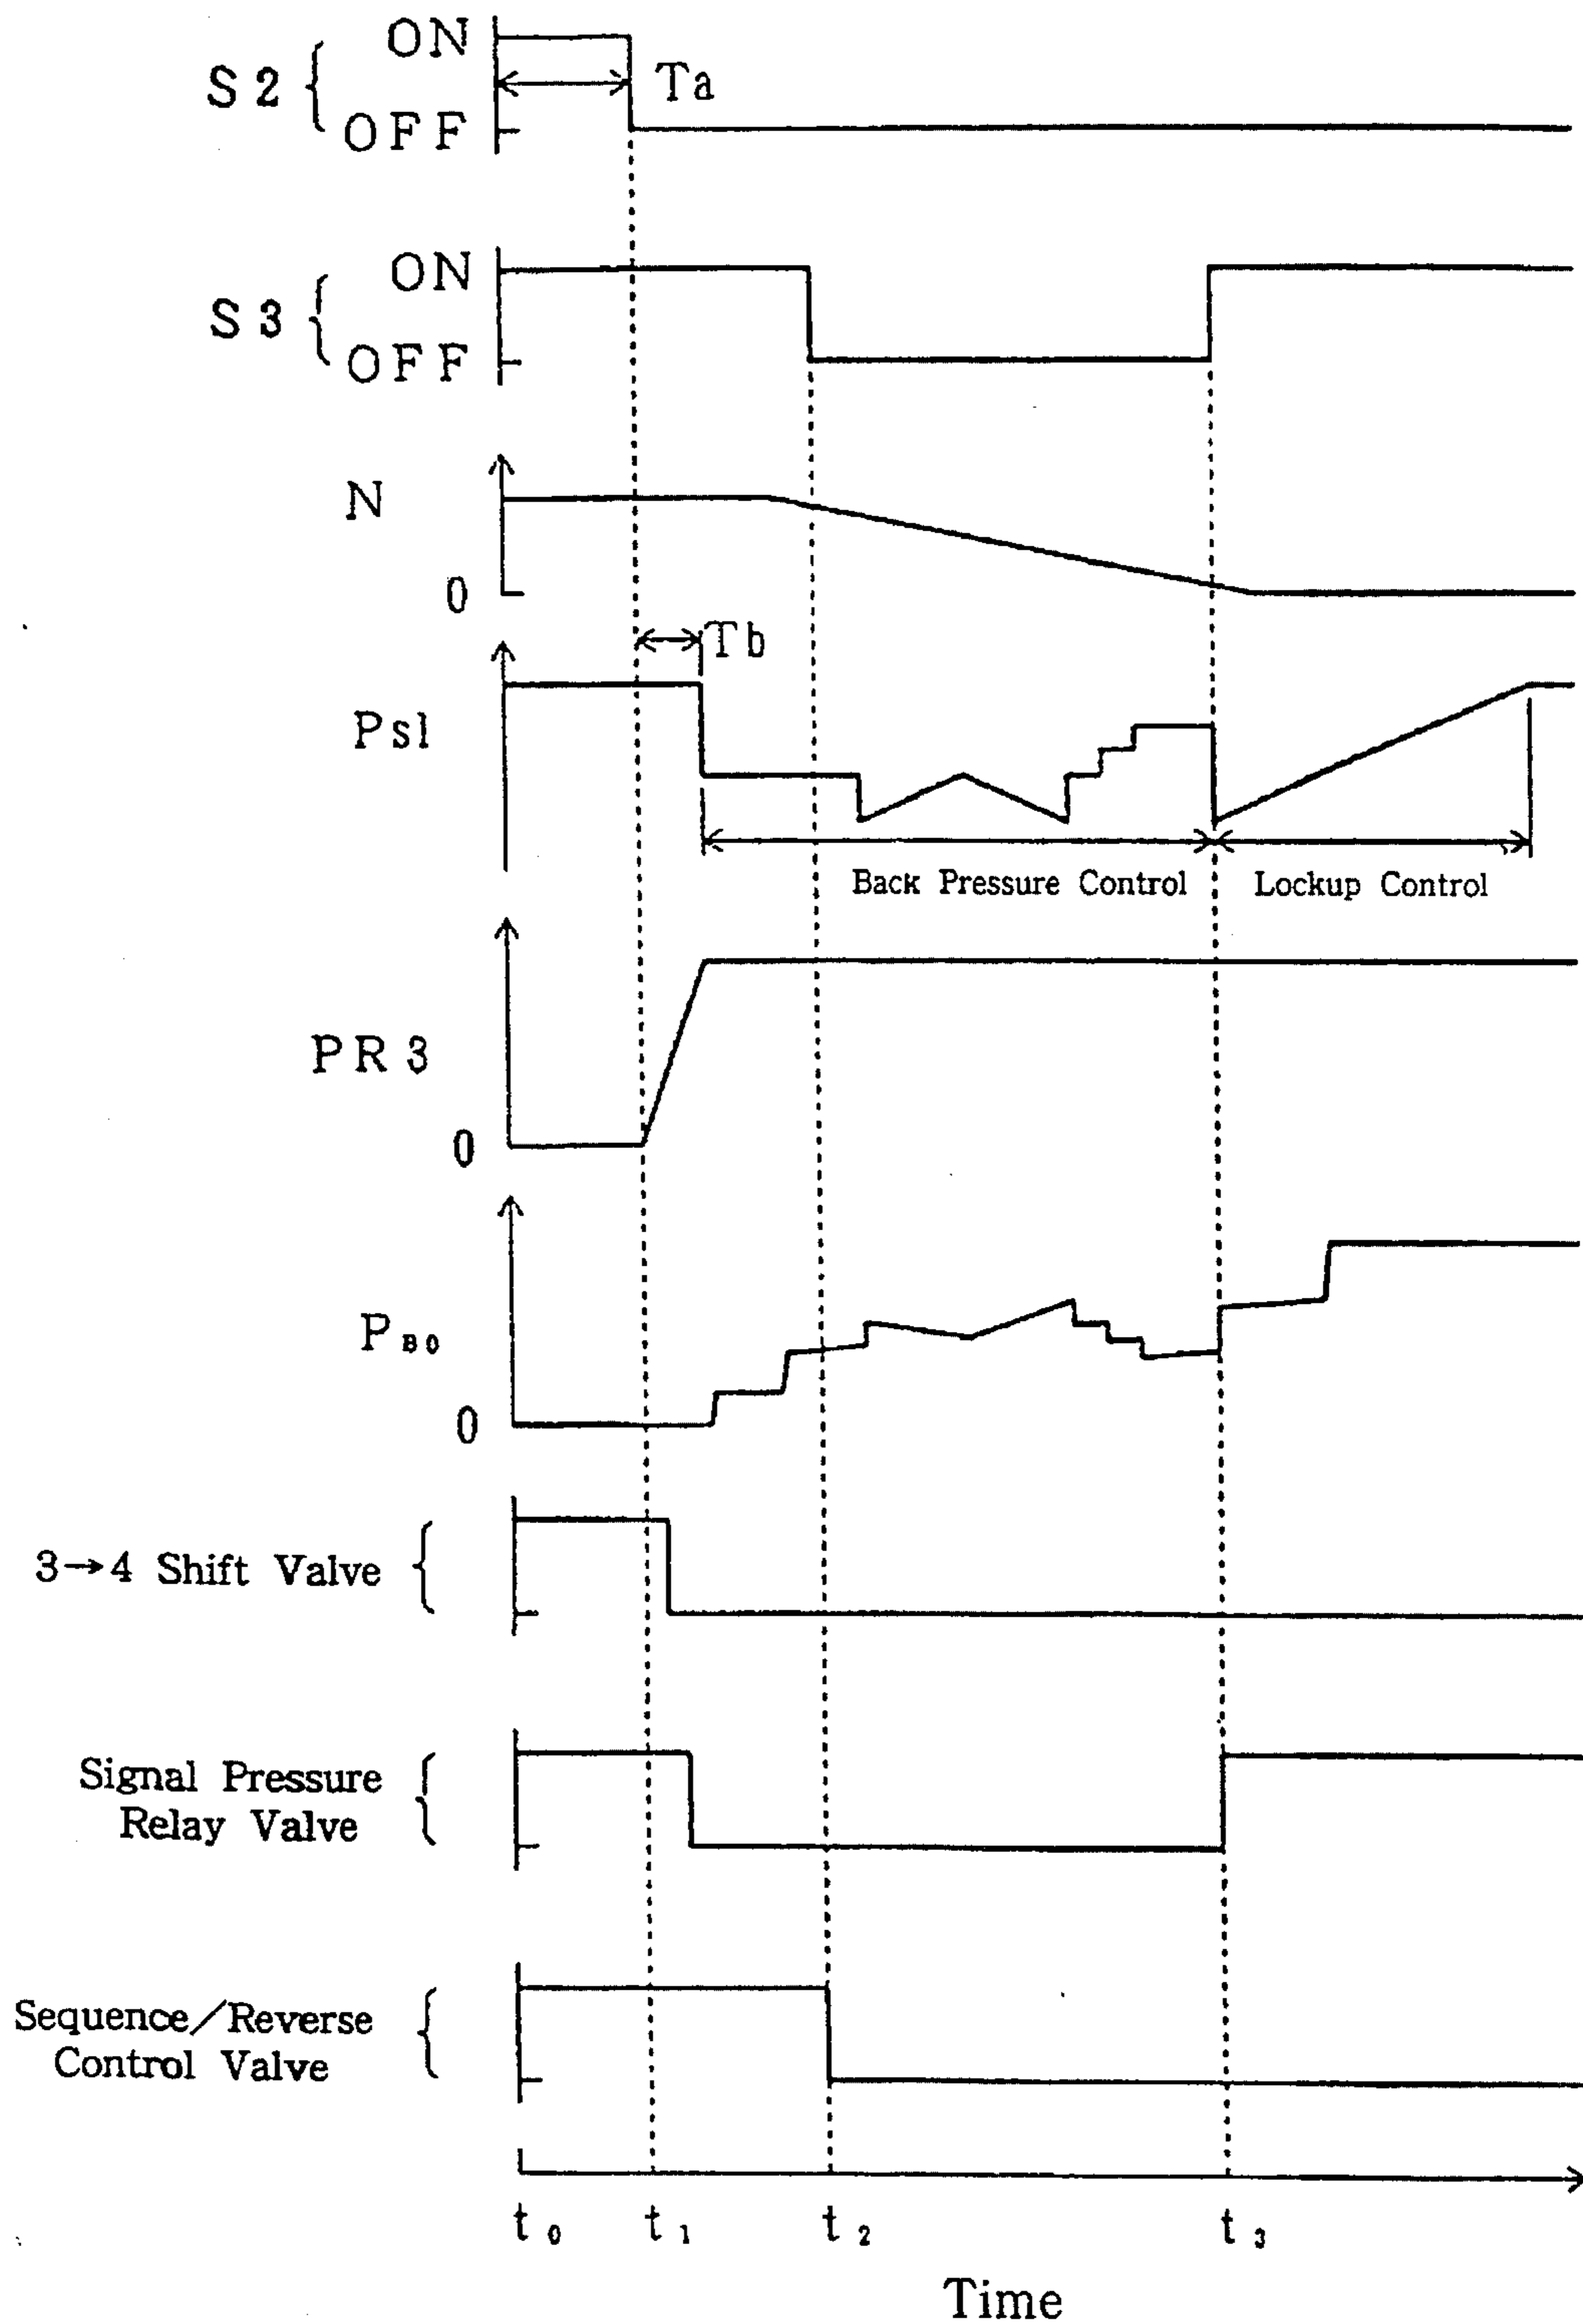 ON
S2 { Ta
OFF
ON
S3 {
OFF
N
0
Tb
Psl
Back Pressure Control
Lockup Control
PR3
0
PB0
0
3→4 Shift Valve {
Signal Pressure
Relay Valve {
Sequence/Reverse
Control Valve {
t0 t1 t2 t3
Time